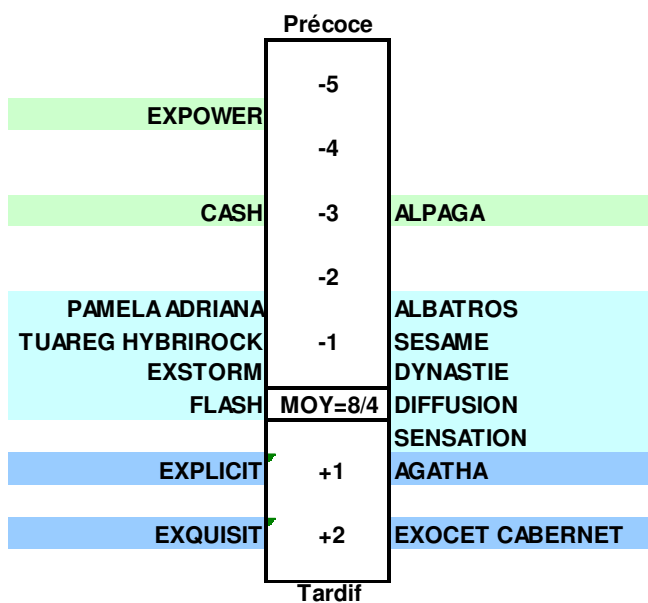 Précoce
-5
EXPOWER
-4
CASH -3 ALPAGA
-2
PAMELA ADRIANA ALBATROS
TUAREG HYBRIROCK -1 SESAME
EXSTORM DYNASTIE
FLASH MOY=8/4 DIFFUSION
SENSATION
EXPLICIT +1 AGATHA
EXQUISIT +2 EXOCET CABERNET
Tardif